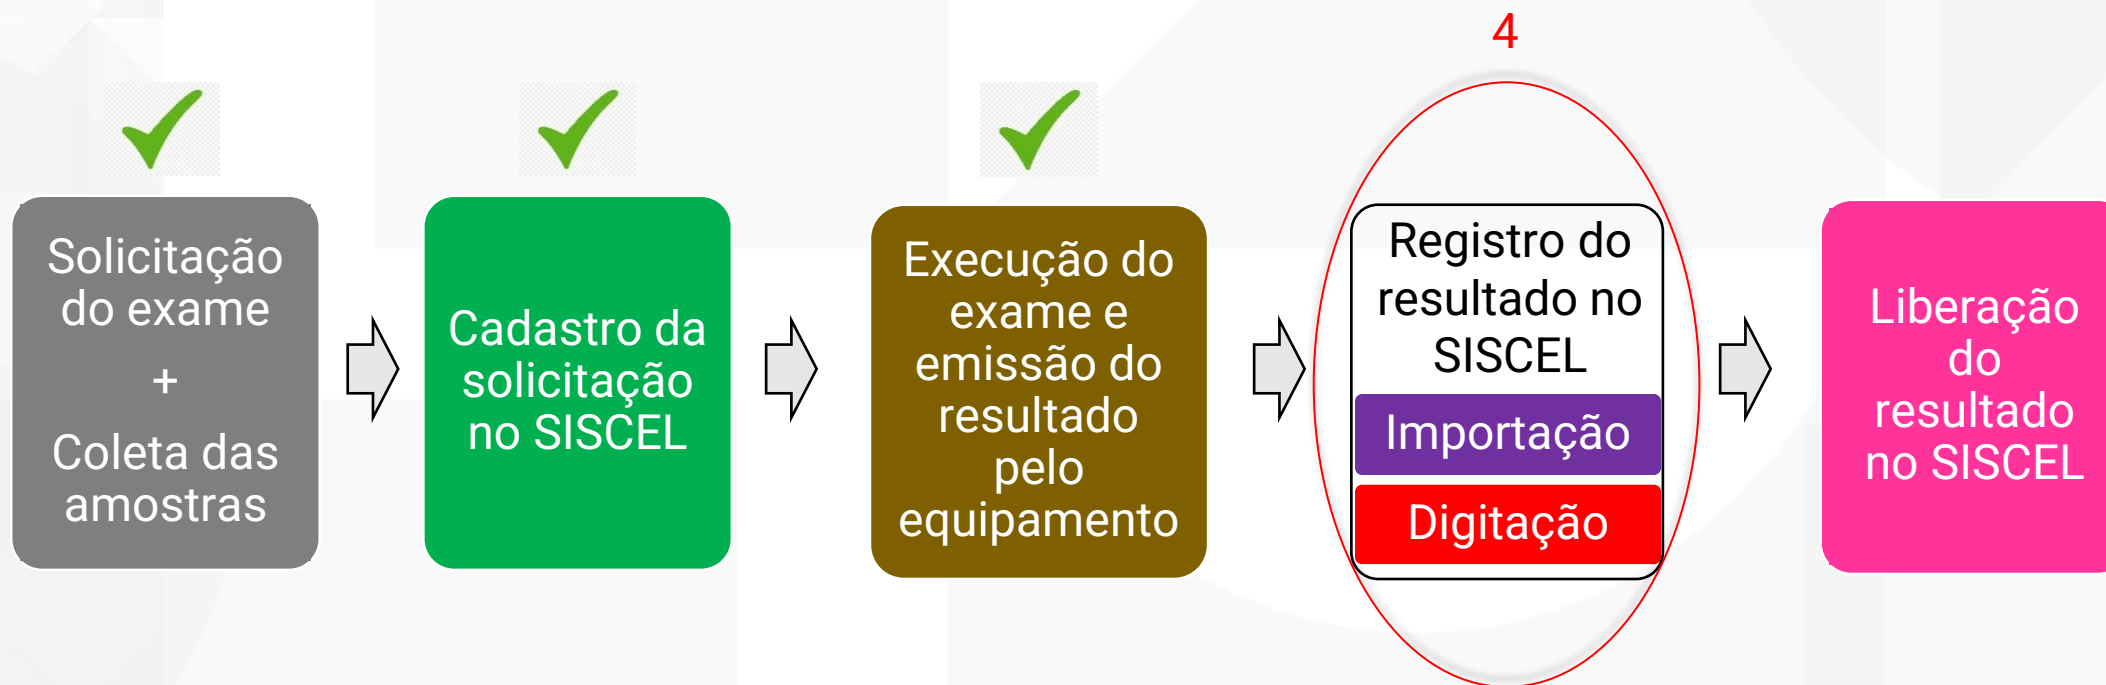 4
Solicitação
do exame
+
Coleta das
amostras
Cadastro da
solicitação
no SISCEL
Execução do
exame e
emissão do
resultado
pelo
equipamento
Registro do
resultado no
SISCEL
Importação
Digitação
Liberação
do
resultado
no SISCEL